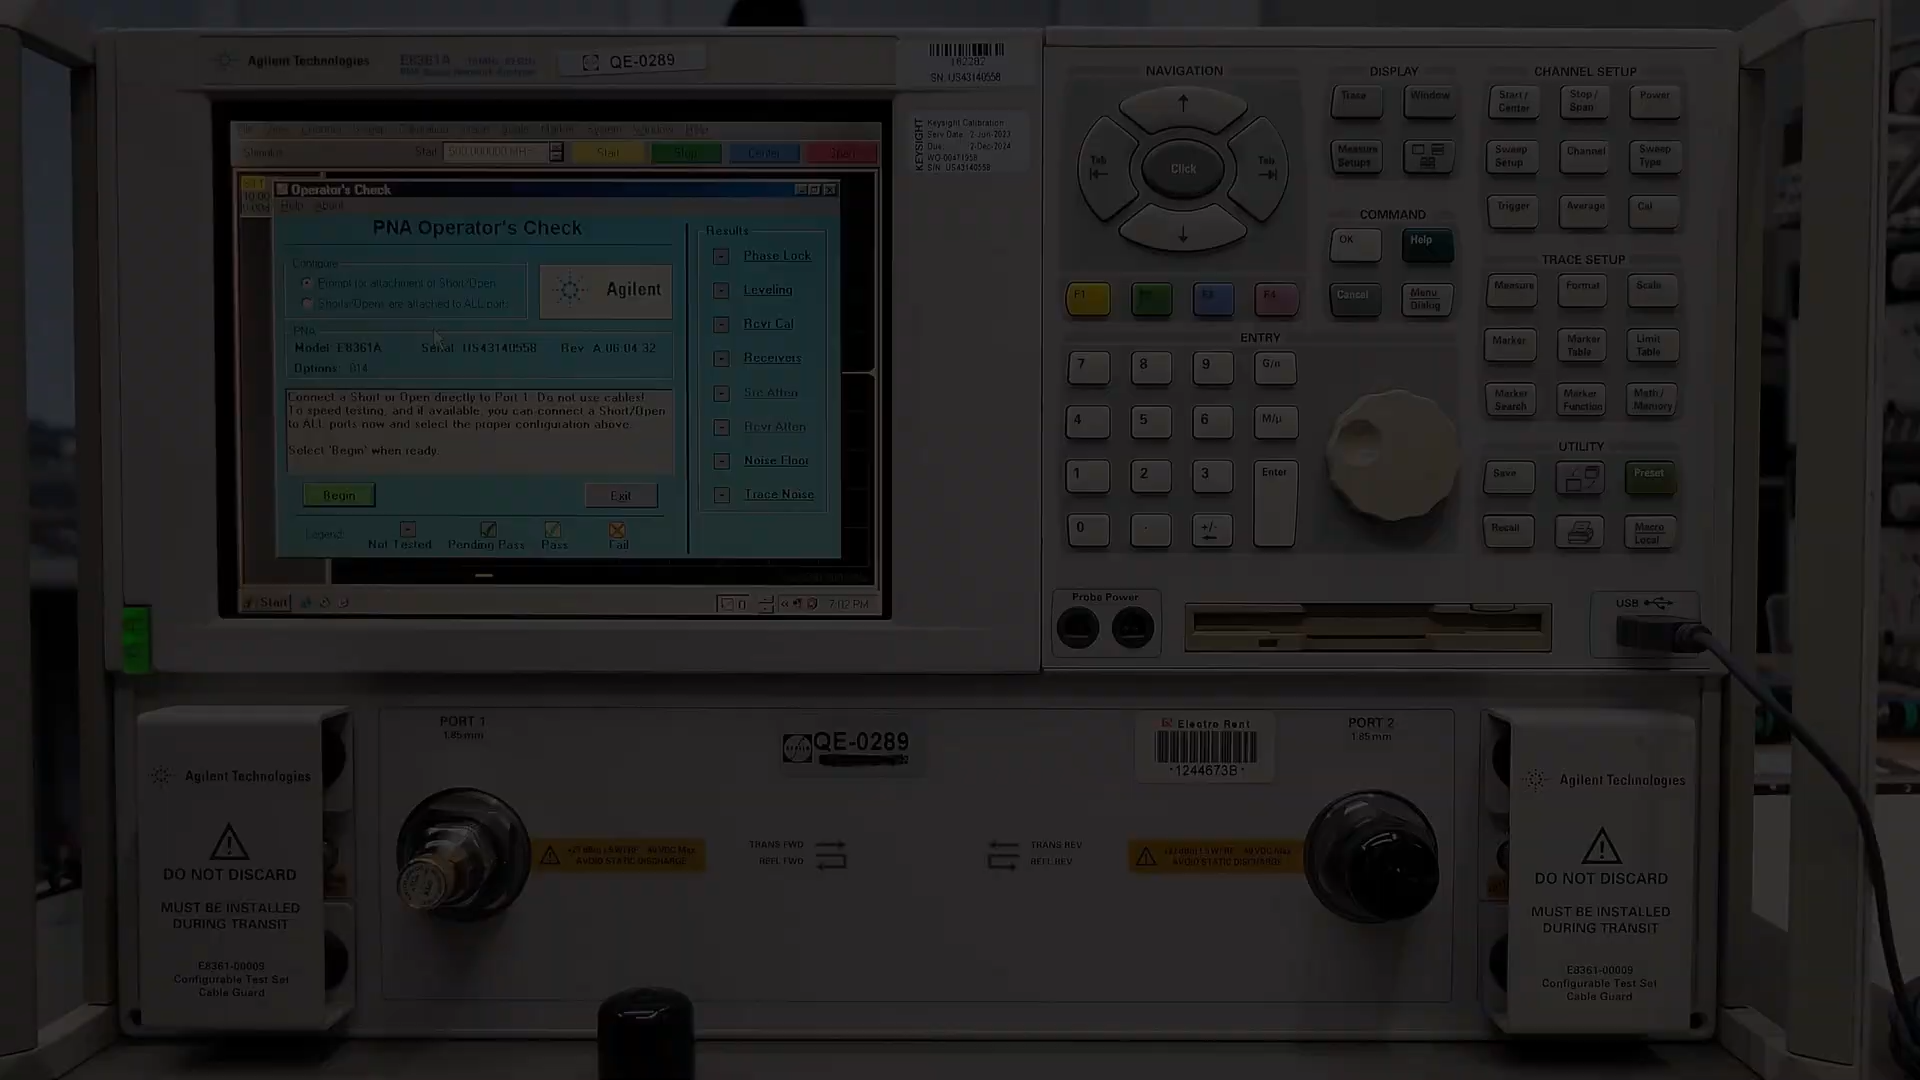 Agilent Technologies
E8361A
QE-0289
162282
SN. US43140558
KEYSIGHT
Keysight Calibration
Serv Date: 2-Jun-2023
Due: 2-Dec-2024
WO-00471958
S/N. US43140558
Stimulus
Start
Start
Stop
Center
Span
Operator's Check
Help About
PNA Operator's Check
Configure
Prompt for attachment of Short/Open
Shorts/Opens are attached to ALL ports
Agilent
PNA
Model: E8361A Serial: US43140558 Rev: A.06.04.32
Options: 014
Connect a Short or Open directly to Port 1. Do not use cables!
To speed testing, and if available, you can connect a Short/Open
to ALL ports now and select the proper configuration above.
Select 'Begin' when ready.
Begin
Exit
Legend:
Not Tested
Pending Pass
Pass
Fail
Results
Phase Lock
Leveling
Rcvr Cal
Receivers
Src Atten
Rcvr Atten
Noise Floor
Trace Noise
Start
7:02 PM
NAVIGATION
Tab
Click
Tab
F1
F2
F3
F4
DISPLAY
Trace
Window
Measure
Setups
COMMAND
OK
Help
Cancel
Menu
Dialog
CHANNEL SETUP
Start /
Center
Stop /
Span
Power
Sweep
Setup
Channel
Sweep
Type
Trigger
Average
Cal
TRACE SETUP
Measure
Format
Scale
Marker
Marker
Table
Limit
Table
Marker
Search
Marker
Function
Math /
Memory
ENTRY
7
8
9
G/n
4
5
6
M/µ
1
2
3
Enter
0
.
+/-
UTILITY
Save
Preset
Recall
Macro
Local
Probe Power
USB
PORT 1
1.85mm
QE-0289
Electro Rent
*1244673B*
PORT 2
1.85mm
Agilent Technologies
DO NOT DISCARD
MUST BE INSTALLED
DURING TRANSIT
E8361-00009
Configurable Test Set
Cable Guard
AVOID STATIC DISCHARGE
TRANS FWD
REFL FWD
TRANS REV
REFL REV
AVOID STATIC DISCHARGE
Agilent Technologies
DO NOT DISCARD
MUST BE INSTALLED
DURING TRANSIT
E8361-00009
Configurable Test Set
Cable Guard